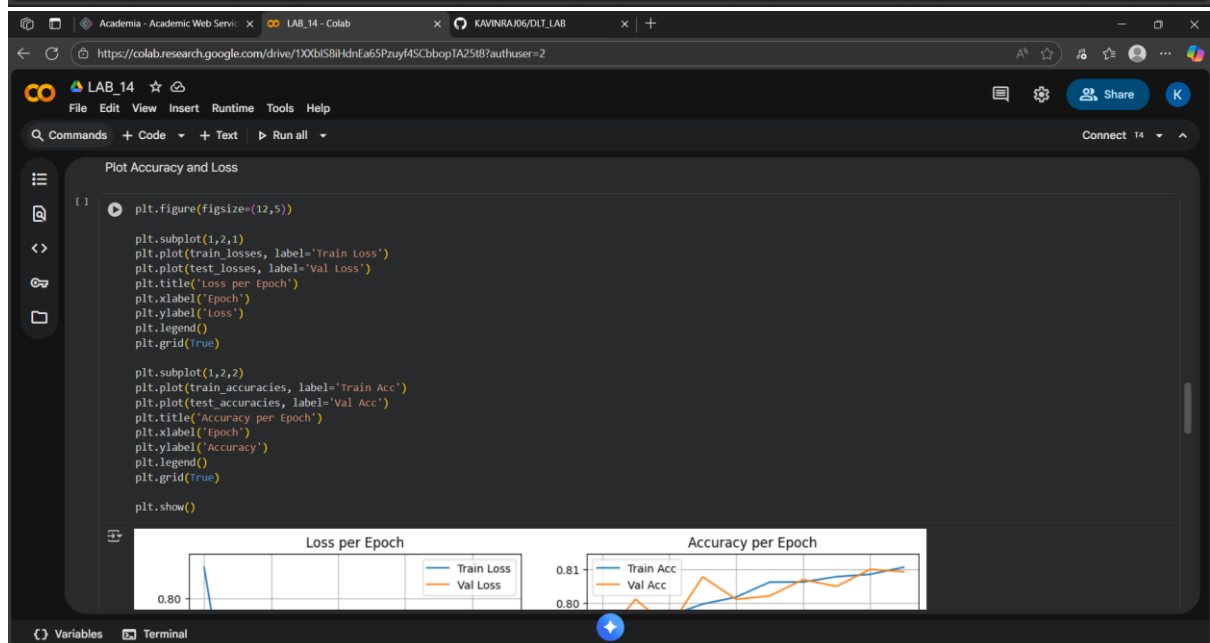 Academia - Academic Web Servic
LAB_14 - Colab
KAVINRAJ06/DLT_LAB
https://colab.research.google.com/drive/1XXbIS8iHdnEa65Pzuyf4SCbbopTA25t8?authuser=2
LAB_14
File Edit View Insert Runtime Tools Help
Share
K
Commands + Code + Text Run all
Connect T4
Plot Accuracy and Loss
[ ]
plt.figure(figsize=(12,5))
plt.subplot(1,2,1)
plt.plot(train_losses, label='Train Loss')
plt.plot(test_losses, label='Val Loss')
plt.title('Loss per Epoch')
plt.xlabel('Epoch')
plt.ylabel('Loss')
plt.legend()
plt.grid(True)
plt.subplot(1,2,2)
plt.plot(train_accuracies, label='Train Acc')
plt.plot(test_accuracies, label='Val Acc')
plt.title('Accuracy per Epoch')
plt.xlabel('Epoch')
plt.ylabel('Accuracy')
plt.legend()
plt.grid(True)
plt.show()
Loss per Epoch
Train Loss
Val Loss
0.80
Accuracy per Epoch
0.81
Train Acc
Val Acc
0.80
Variables
Terminal